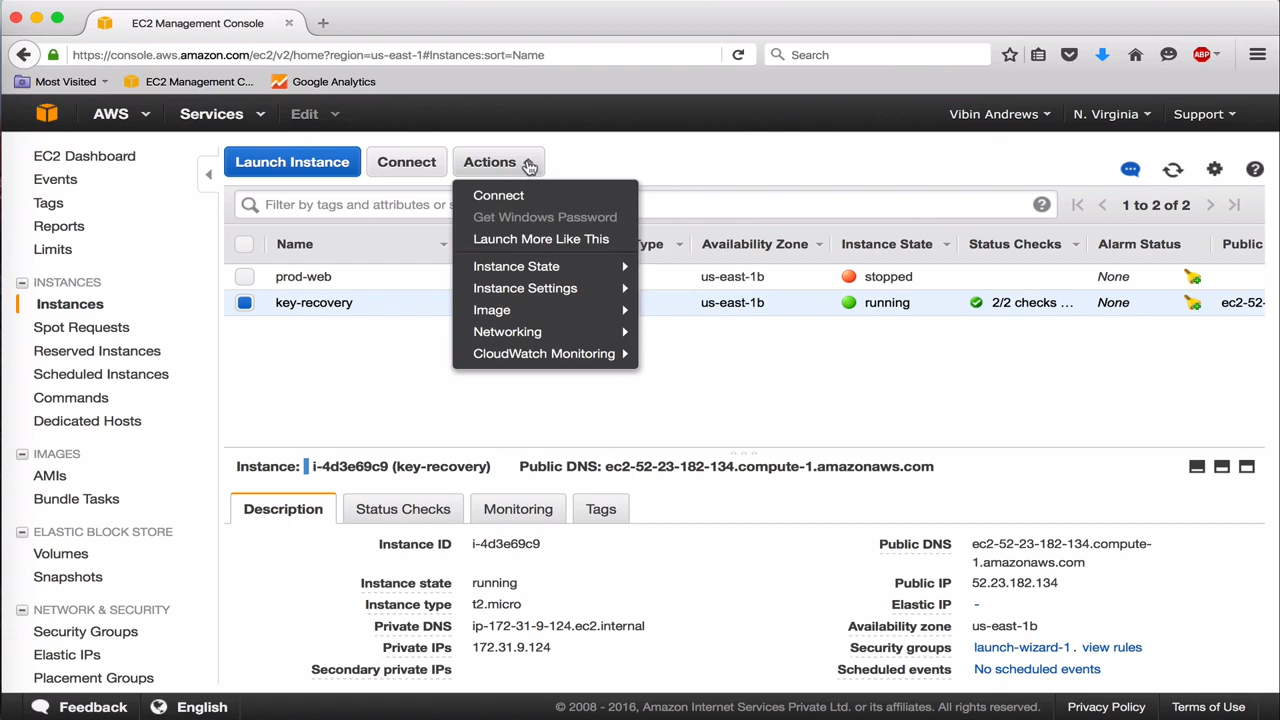 EC2 Management Console
https://console.aws.amazon.com/ec2/v2/home?region=us-east-1#Instances:sort=Name
Search
ABP
Most Visited
EC2 Management C...
Google Analytics
AWS
Services
Edit
Vibin Andrews
N. Virginia
Support
EC2 Dashboard
Events
Tags
Reports
Limits
INSTANCES
Instances
Spot Requests
Reserved Instances
Scheduled Instances
Commands
Dedicated Hosts
IMAGES
AMIs
Bundle Tasks
ELASTIC BLOCK STORE
Volumes
Snapshots
NETWORK & SECURITY
Security Groups
Elastic IPs
Placement Groups
Launch Instance
Connect
Actions
Connect
Get Windows Password
Launch More Like This
Instance State
Instance Settings
Image
Networking
CloudWatch Monitoring
Filter by tags and attributes or
1 to 2 of 2
Name
Type
Availability Zone
Instance State
Status Checks
Alarm Status
Public
prod-web
us-east-1b
stopped
None
key-recovery
us-east-1b
running
2/2 checks ...
None
ec2-52-
Instance: i-4d3e69c9 (key-recovery)
Public DNS: ec2-52-23-182-134.compute-1.amazonaws.com
Description
Status Checks
Monitoring
Tags
Instance ID i-4d3e69c9
Instance state running
Instance type t2.micro
Private DNS ip-172-31-9-124.ec2.internal
Private IPs 172.31.9.124
Secondary private IPs
Public DNS ec2-52-23-182-134.compute-
1.amazonaws.com
Public IP 52.23.182.134
Elastic IP -
Availability zone us-east-1b
Security groups launch-wizard-1. view rules
Scheduled events No scheduled events
Feedback
English
© 2008 - 2016, Amazon Internet Services Private Ltd. or its affiliates. All rights reserved.
Privacy Policy
Terms of Use